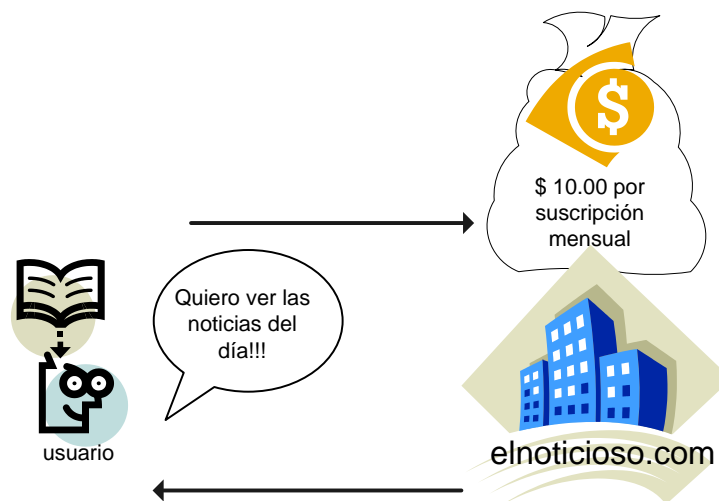 $ 10.00 por
suscripción
mensual
Quiero ver las
noticias del
día!!!
usuario
elnoticioso.com